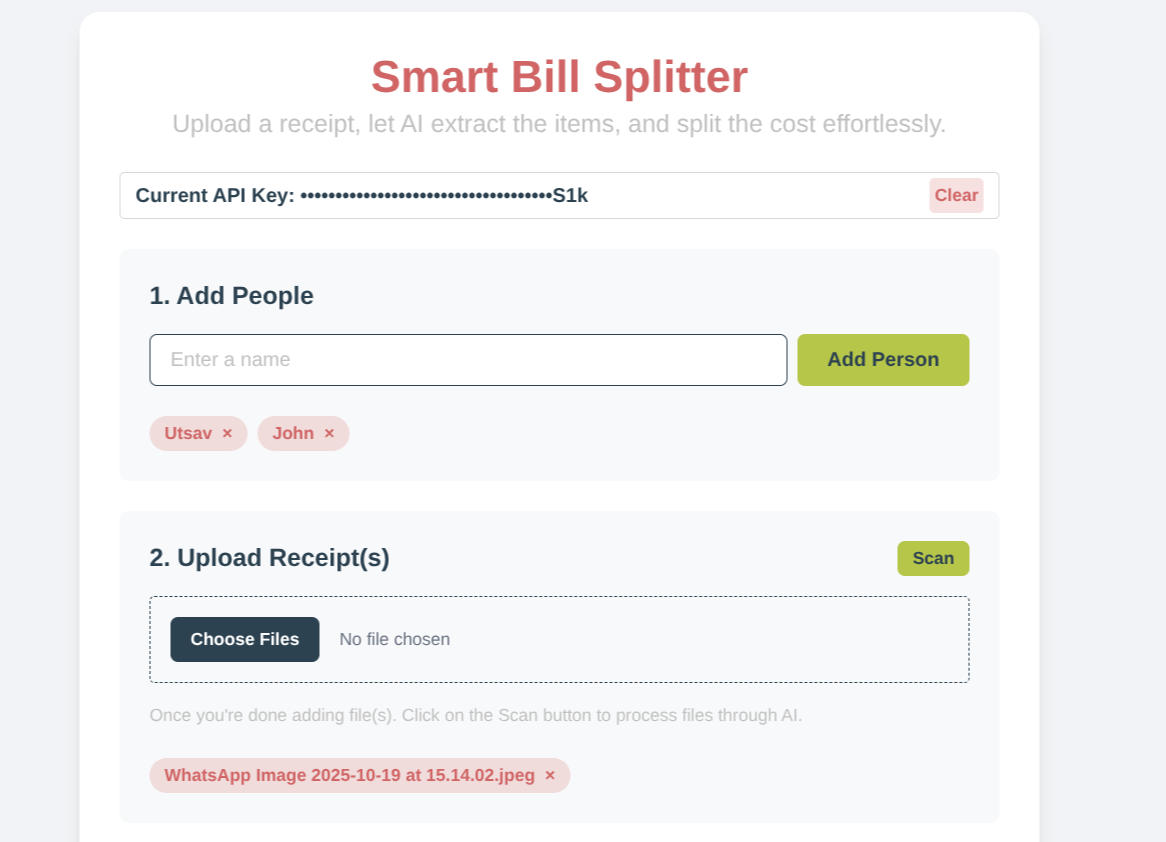 Smart Bill Splitter
Upload a receipt, let AI extract the items, and split the cost effortlessly.
Current API Key: ••••••••••••••••••••••••••••••••••••S1k
Clear
1. Add People
Enter a name
Add Person
Utsav ×
John ×
2. Upload Receipt(s)
Scan
Choose Files
No file chosen
Once you're done adding file(s). Click on the Scan button to process files through AI.
WhatsApp Image 2025-10-19 at 15.14.02.jpeg ×